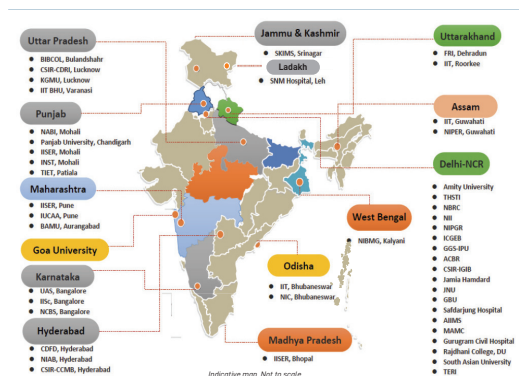 Uttar Pradesh
BIBCOL, Bulandshahr
CSIR-CDRI, Lucknow
KGMU, Lucknow
IIT BHU, Varanasi
Punjab
NABI, Mohali
Panjab University, Chandigarh
IISER, Mohali
INST, Mohali
TIET, Patiala
Maharashtra
IISER, Pune
IUCAA, Pune
BAMU, Aurangabad
Goa University
Karnataka
UAS, Bangalore
IISc, Bangalore
NCBS, Bangalore
Hyderabad
CDFD, Hyderabad
NIAB, Hyderabad
CSIR-CCMB, Hyderabad
Jammu & Kashmir
SKIMS, Srinagar
Ladakh
SNM Hospital, Leh
West Bengal
NIBMG, Kalyani
Odisha
IIT, Bhubaneswar
NIC, Bhubaneswar
Madhya Pradesh
IISER, Bhopal
Indicative map. Not to scale
Uttarakhand
FRI, Dehradun
IIT, Roorkee
Assam
IIT, Guwahati
NIPER, Guwahati
Delhi-NCR
Amity University
THSTI
NBRC
NII
NIPGR
ICGEB
GGS-IPU
ACBR
CSIR-IGIB
Jamia Hamdard
JNU
GBU
Safdarjung Hospital
AIIMS
MAMC
Gurugram Civil Hospital
Rajdhani College, DU
South Asian University
TERI